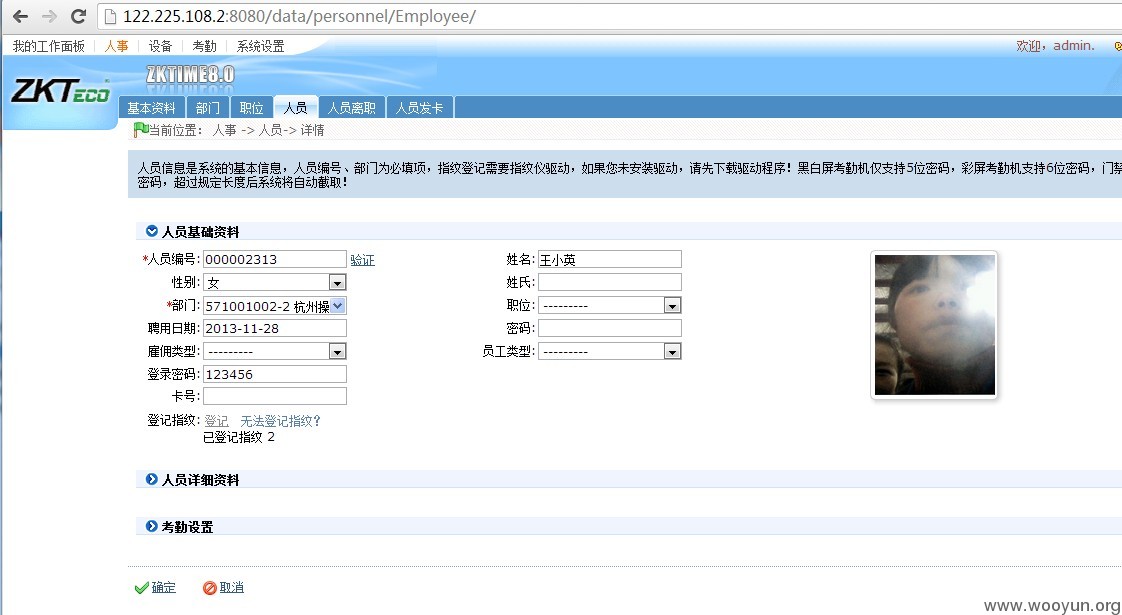 122.225.108.2:8080/data/personnel/Employee/
我的工作面板 人事 设备 考勤 系统设置 欢迎，admin.
ZKTECO ZKTIME8.0
基本资料 部门 职位 人员 人员离职 人员发卡
当前位置： 人事 -> 人员-> 详情
人员信息是系统的基本信息，人员编号、部门为必填项，指纹登记需要指纹仪驱动，如果您未安装驱动，请先下载驱动程序！黑白屏考勤机仅支持5位密码，彩屏考勤机支持6位密码，门禁
密码，超过规定长度后系统将自动截取！
人员基础资料
*人员编号: 000002313 验证 姓名: 王小英
性别: 女 姓氏:
*部门: 571001002-2 杭州操 职位: ---------
聘用日期: 2013-11-28 密码:
雇佣类型: --------- 员工类型: ---------
登录密码: 123456
卡号:
登记指纹: 登记 无法登记指纹?
已登记指纹 2
人员详细资料
考勤设置
确定 取消
www.wooyun.org